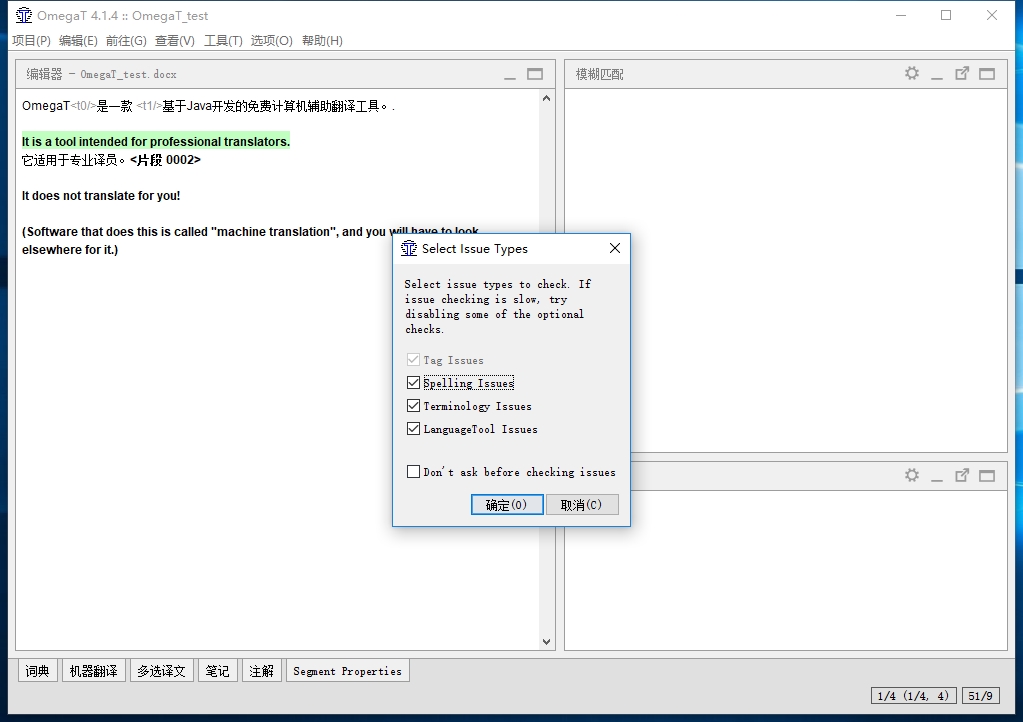 OmegaT 4.1.4 :: OmegaT_test
项目(P) 编辑(E) 前往(G) 查看(V) 工具(T) 选项(O) 帮助(H)
编辑器 - OmegaT_test.docx
模糊匹配
OmegaT<t0/>是一款 <t1/>基于Java开发的免费计算机辅助翻译工具。.
It is a tool intended for professional translators.
它适用于专业译员。<片段 0002>
It does not translate for you!
(Software that does this is called "machine translation", and you will have to look
elsewhere for it.)
Select Issue Types
Select issue types to check. If
issue checking is slow, try
disabling some of the optional
checks.
Tag Issues
Spelling Issues
Terminology Issues
LanguageTool Issues
Don't ask before checking issues
确定(O) 取消(C)
词典 机器翻译 多选译文 笔记 注解 Segment Properties
1/4 (1/4, 4) 51/9